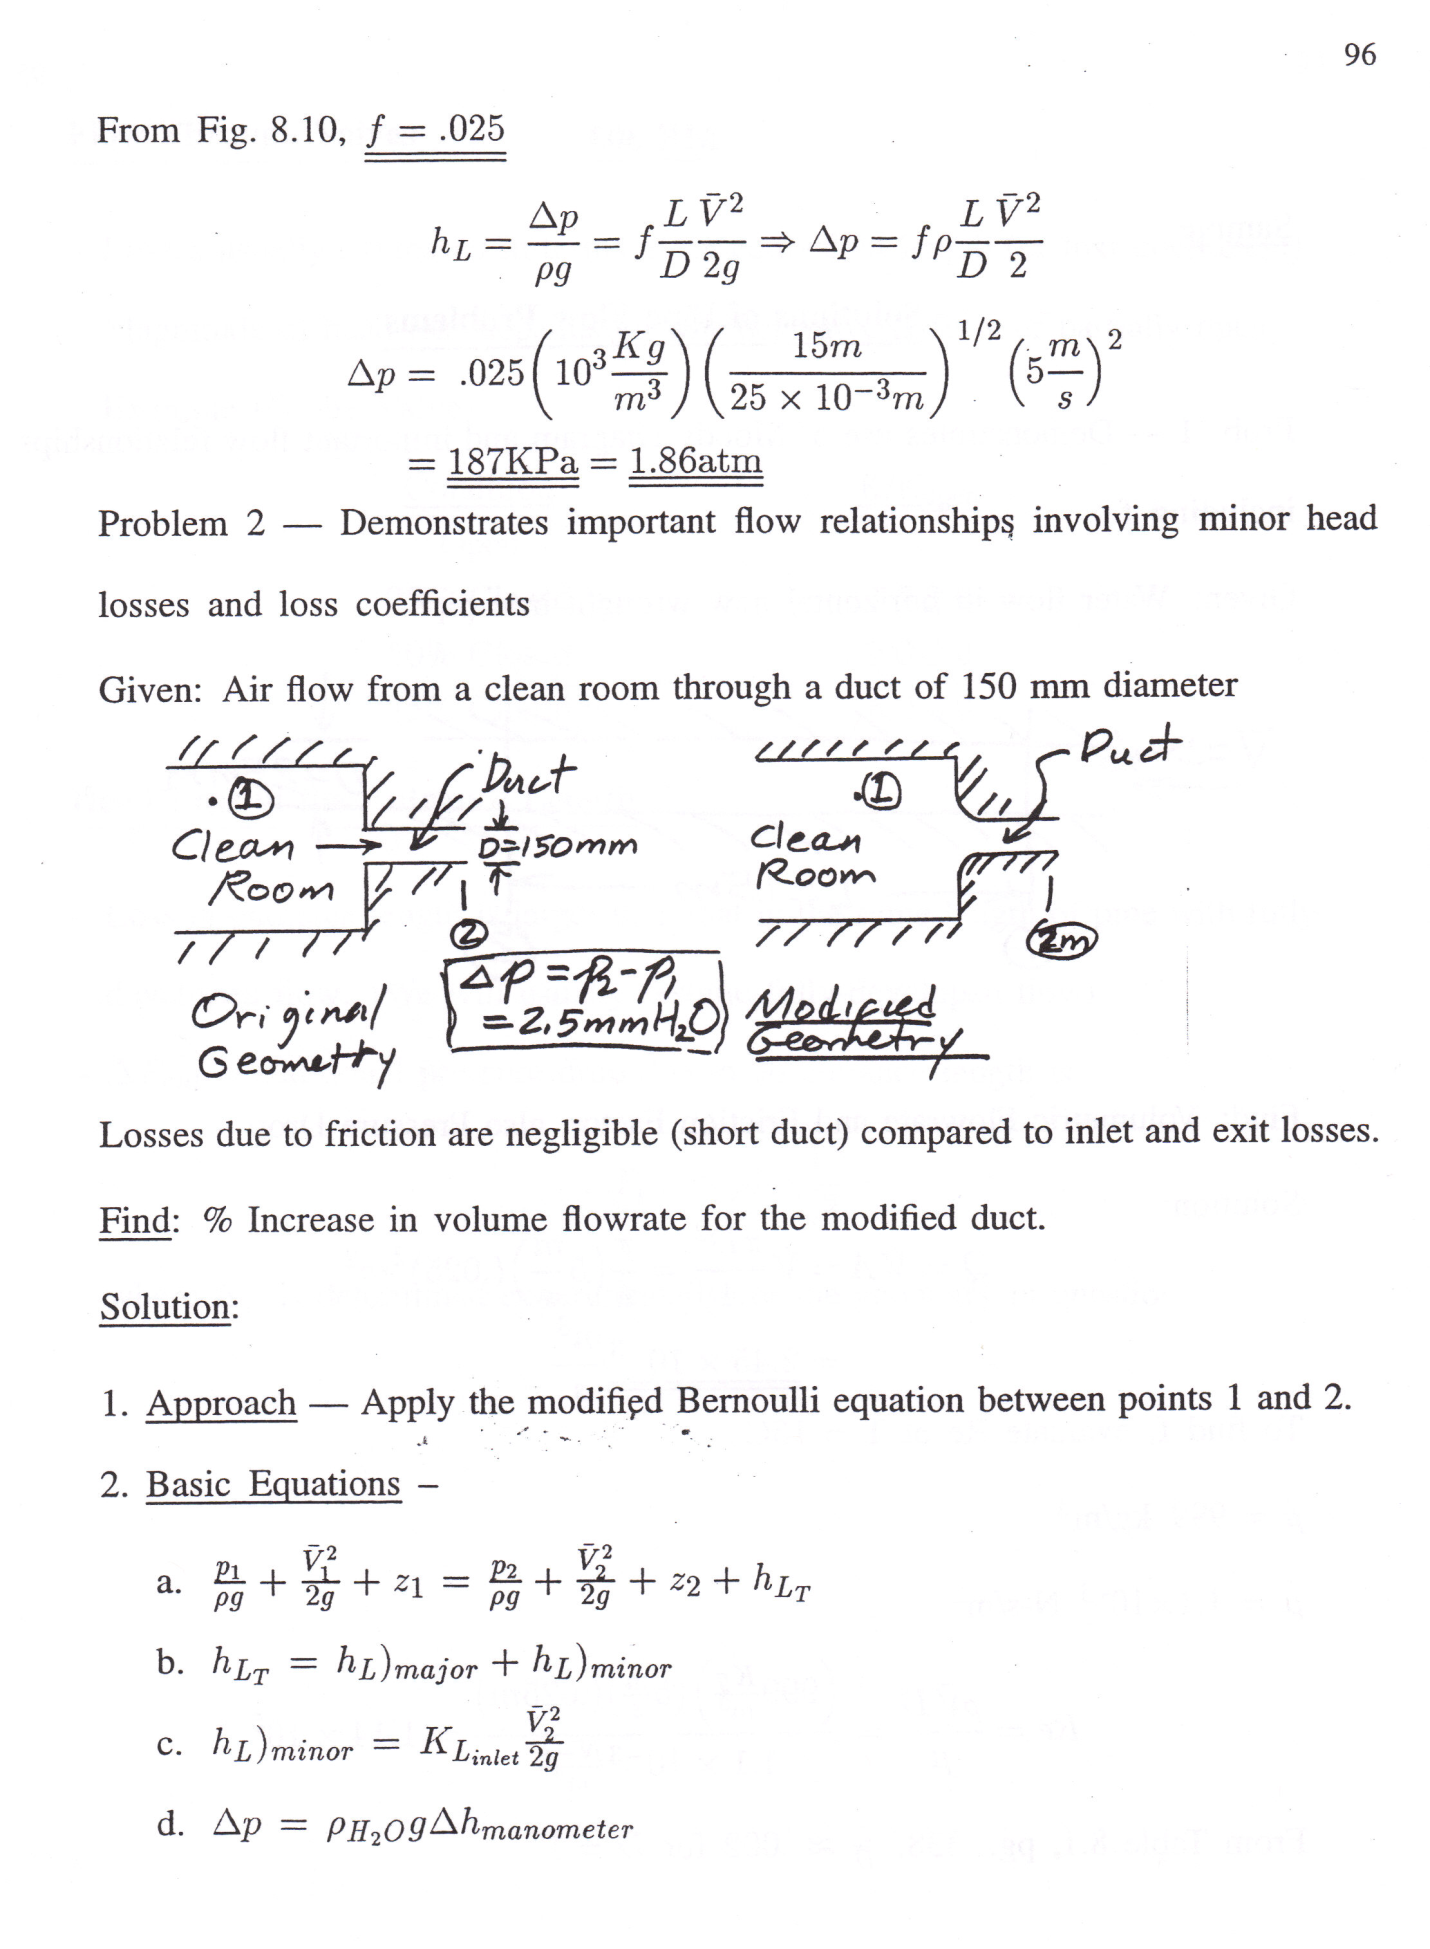 96
From Fig. 8.10, f = .025
h_L = Δp/ρg = f L/D V̄²/2g ⇒ Δp = fρ L/D V̄²/2
Δp = .025(10³ Kg/m³)(15m/25 × 10⁻³m)^1/2 (5 m/s)²
= 187KPa = 1.86atm
Problem 2 — Demonstrates important flow relationships involving minor head
losses and loss coefficients
Given: Air flow from a clean room through a duct of 150 mm diameter
① Duct
Clean → D=150mm
Room
②
Original
Geometty
Δp = p₂-p₁
= 2.5mmH₂O
① Duct
Clean
Room
2m
Modified
Geometry
Losses due to friction are negligible (short duct) compared to inlet and exit losses.
Find: % Increase in volume flowrate for the modified duct.
Solution:
1. Approach — Apply the modified Bernoulli equation between points 1 and 2.
2. Basic Equations –
a. p₁/ρg + V̄₁²/2g + z₁ = p₂/ρg + V̄₂²/2g + z₂ + h_L_T
b. h_L_T = h_L)major + h_L)minor
c. h_L)minor = K_L_inlet V̄₂²/2g
d. Δp = ρ_H₂O gΔh_manometer